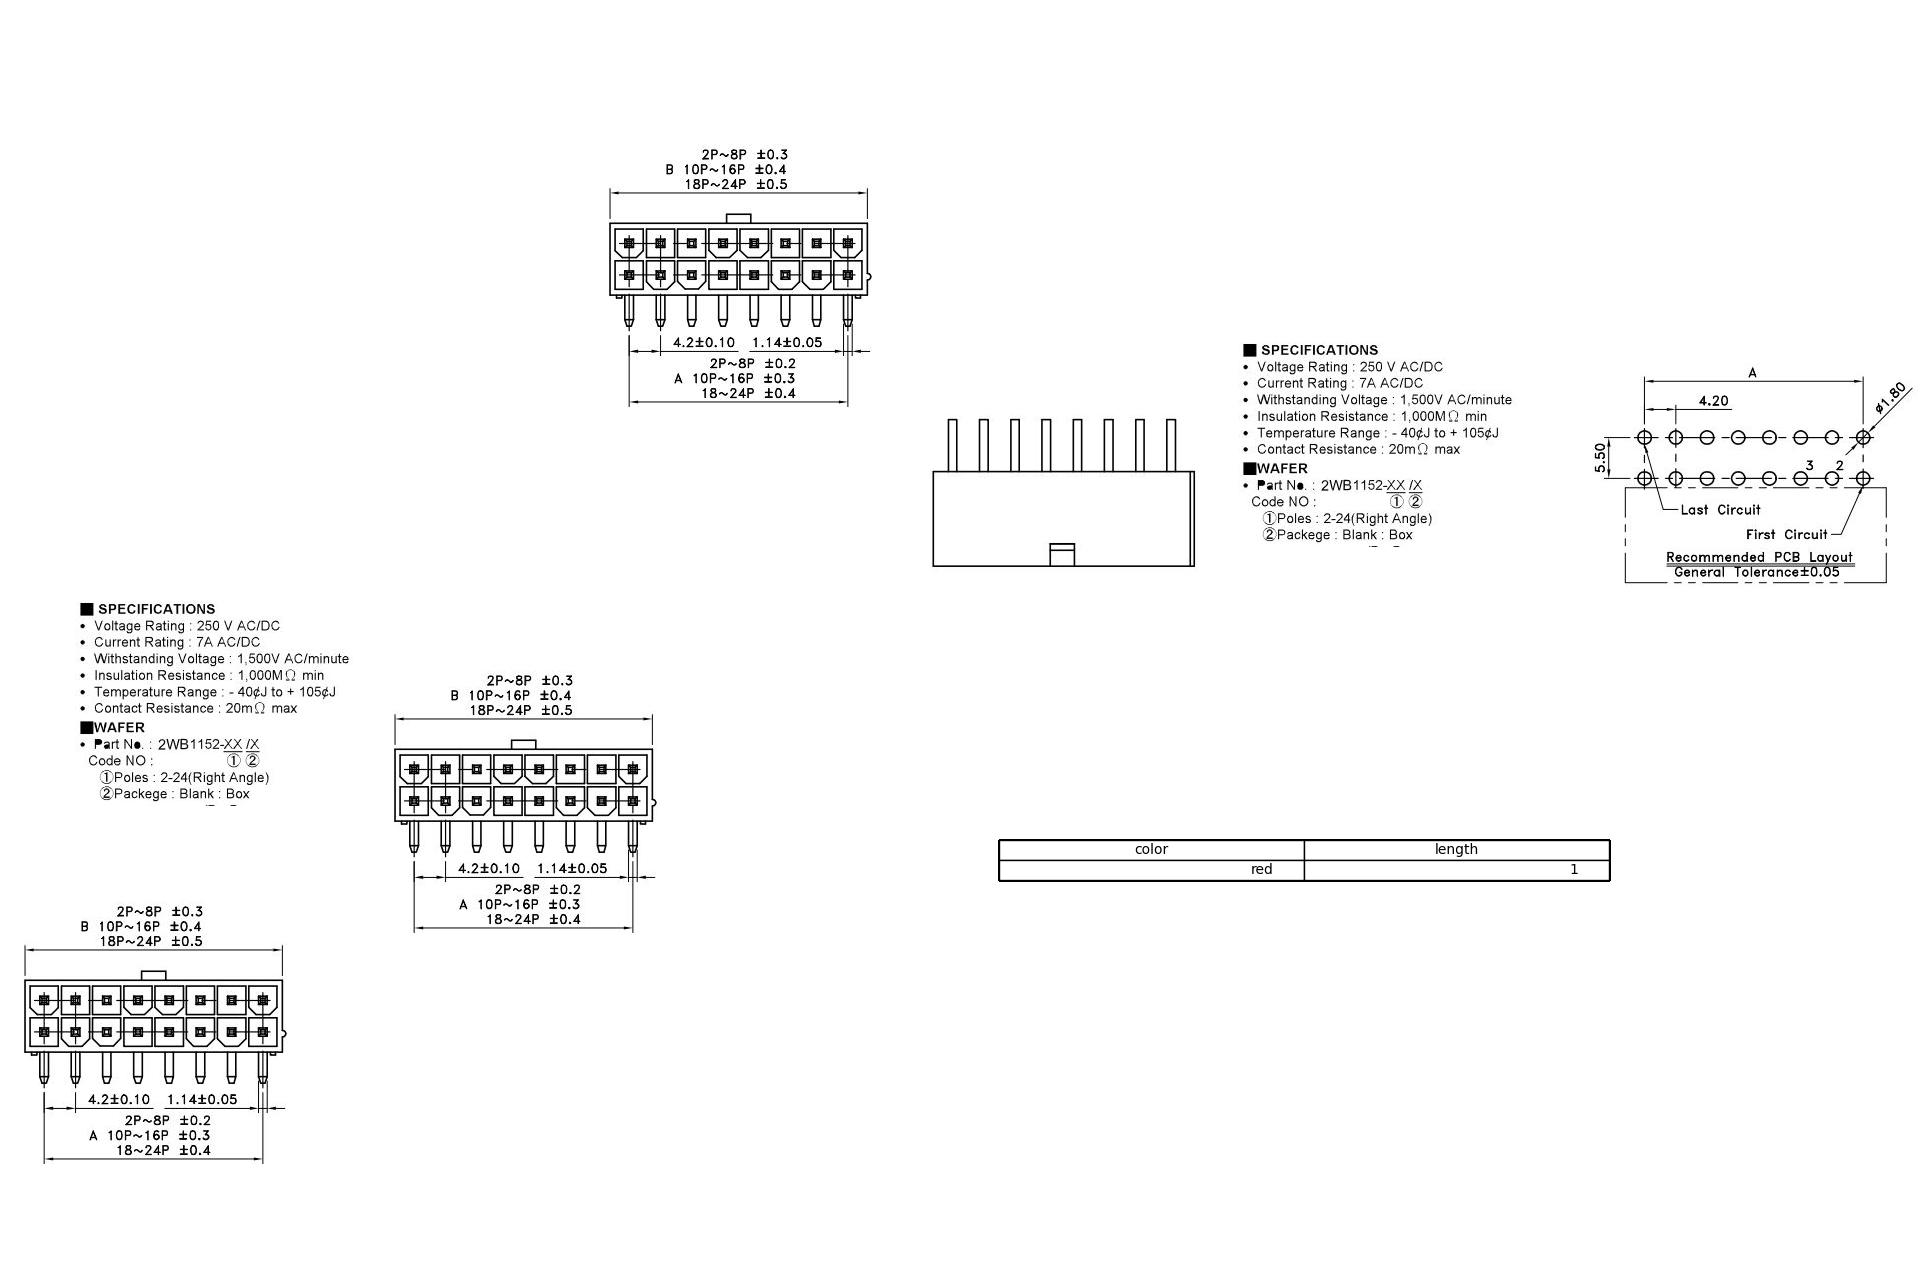 2P~8P ±0.3
B 10P~16P ±0.4
18P~24P ±0.5
4.2±0.10 1.14±0.05
2P~8P ±0.2
A 10P~16P ±0.3
18~24P ±0.4
■ SPECIFICATIONS
• Voltage Rating : 250 V AC/DC
• Current Rating : 7A AC/DC
• Withstanding Voltage : 1,500V AC/minute
• Insulation Resistance : 1,000MΩ min
• Temperature Range : - 40¢J to + 105¢J
• Contact Resistance : 20mΩ max
■WAFER
• Part No. : 2WB1152-XX /X
Code NO : ① ②
①Poles : 2-24(Right Angle)
②Packege : Blank : Box
A
4.20
ø1.80
5.50
3 2
Last Circuit
First Circuit
Recommended PCB Layout
General Tolerance±0.05
■ SPECIFICATIONS
• Voltage Rating : 250 V AC/DC
• Current Rating : 7A AC/DC
• Withstanding Voltage : 1,500V AC/minute
• Insulation Resistance : 1,000MΩ min
• Temperature Range : - 40¢J to + 105¢J
• Contact Resistance : 20mΩ max
■WAFER
• Part No. : 2WB1152-XX /X
Code NO : ① ②
①Poles : 2-24(Right Angle)
②Packege : Blank : Box
2P~8P ±0.3
B 10P~16P ±0.4
18P~24P ±0.5
4.2±0.10 1.14±0.05
2P~8P ±0.2
A 10P~16P ±0.3
18~24P ±0.4
color length
red 1
2P~8P ±0.3
B 10P~16P ±0.4
18P~24P ±0.5
4.2±0.10 1.14±0.05
2P~8P ±0.2
A 10P~16P ±0.3
18~24P ±0.4